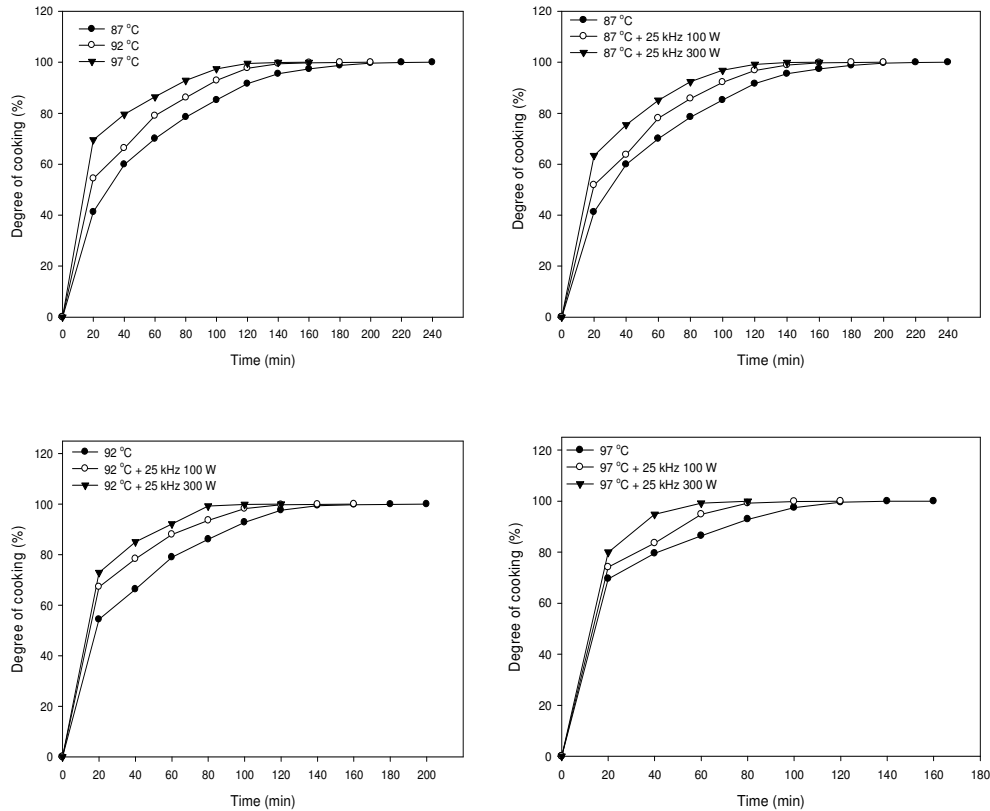 87 °C
92 °C
97 °C
Degree of cooking (%)
120
100
80
60
40
20
0
0 20 40 60 80 100 120 140 160 180 200 220 240
Time (min)
87 °C
87 °C + 25 kHz 100 W
87 °C + 25 kHz 300 W
Degree of cooking (%)
120
100
80
60
40
20
0
0 20 40 60 80 100 120 140 160 180 200 220 240
Time (min)
92 °C
92 °C + 25 kHz 100 W
92 °C + 25 kHz 300 W
Degree of cooking (%)
120
100
80
60
40
20
0
0 20 40 60 80 100 120 140 160 180 200
Time (min)
97 °C
97 °C + 25 kHz 100 W
97 °C + 25 kHz 300 W
Degree of cooking (%)
120
100
80
60
40
20
0
0 20 40 60 80 100 120 140 160 180
Time (min)